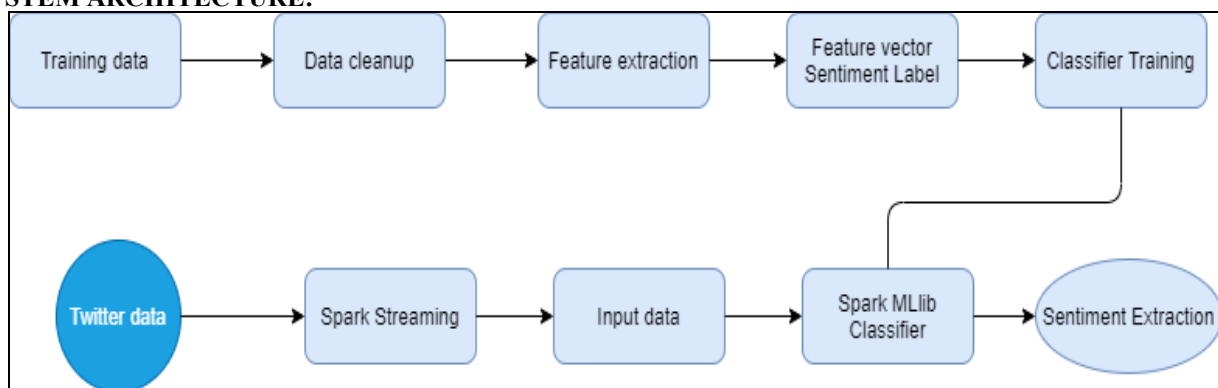 STEM ARCHITECTURE:
Training data
Data cleanup
Feature extraction
Feature vector
Sentiment Label
Classifier Training
Twitter data
Spark Streaming
Input data
Spark MLlib
Classifier
Sentiment Extraction